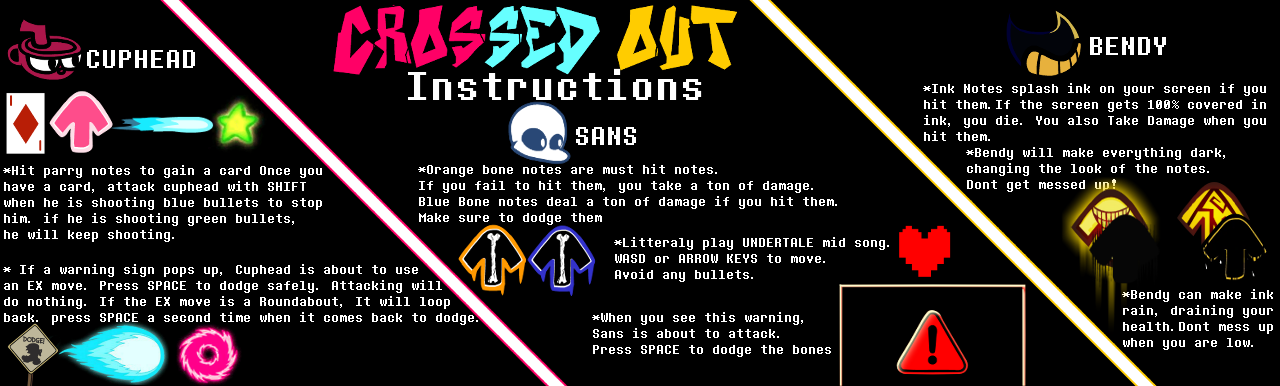 CROSSED OUT
Instructions
CUPHEAD
*Hit parry notes to gain a card Once you
have a card, attack cuphead with SHIFT
when he is shooting blue bullets to stop
him. if he is shooting green bullets,
he will keep shooting.
* If a warning sign pops up, Cuphead is about to use
an EX move. Press SPACE to dodge safely. Attacking will
do nothing. If the EX move is a Roundabout, It will loop
back. press SPACE a second time when it comes back to dodge.
DODGE!
SANS
*Orange bone notes are must hit notes.
If you fail to hit them, you take a ton of damage.
Blue Bone notes deal a ton of damage if you hit them.
Make sure to dodge them
*Litteraly play UNDERTALE mid song.
WASD or ARROW KEYS to move.
Avoid any bullets.
*When you see this warning,
Sans is about to attack.
Press SPACE to dodge the bones
BENDY
*Ink Notes splash ink on your screen if you
hit them. If the screen gets 100% covered in
ink, you die. You also Take Damage when you
hit them.
*Bendy will make everything dark,
changing the look of the notes.
Dont get messed up!
*Bendy can make ink
rain, draining your
health. Dont mess up
when you are low.